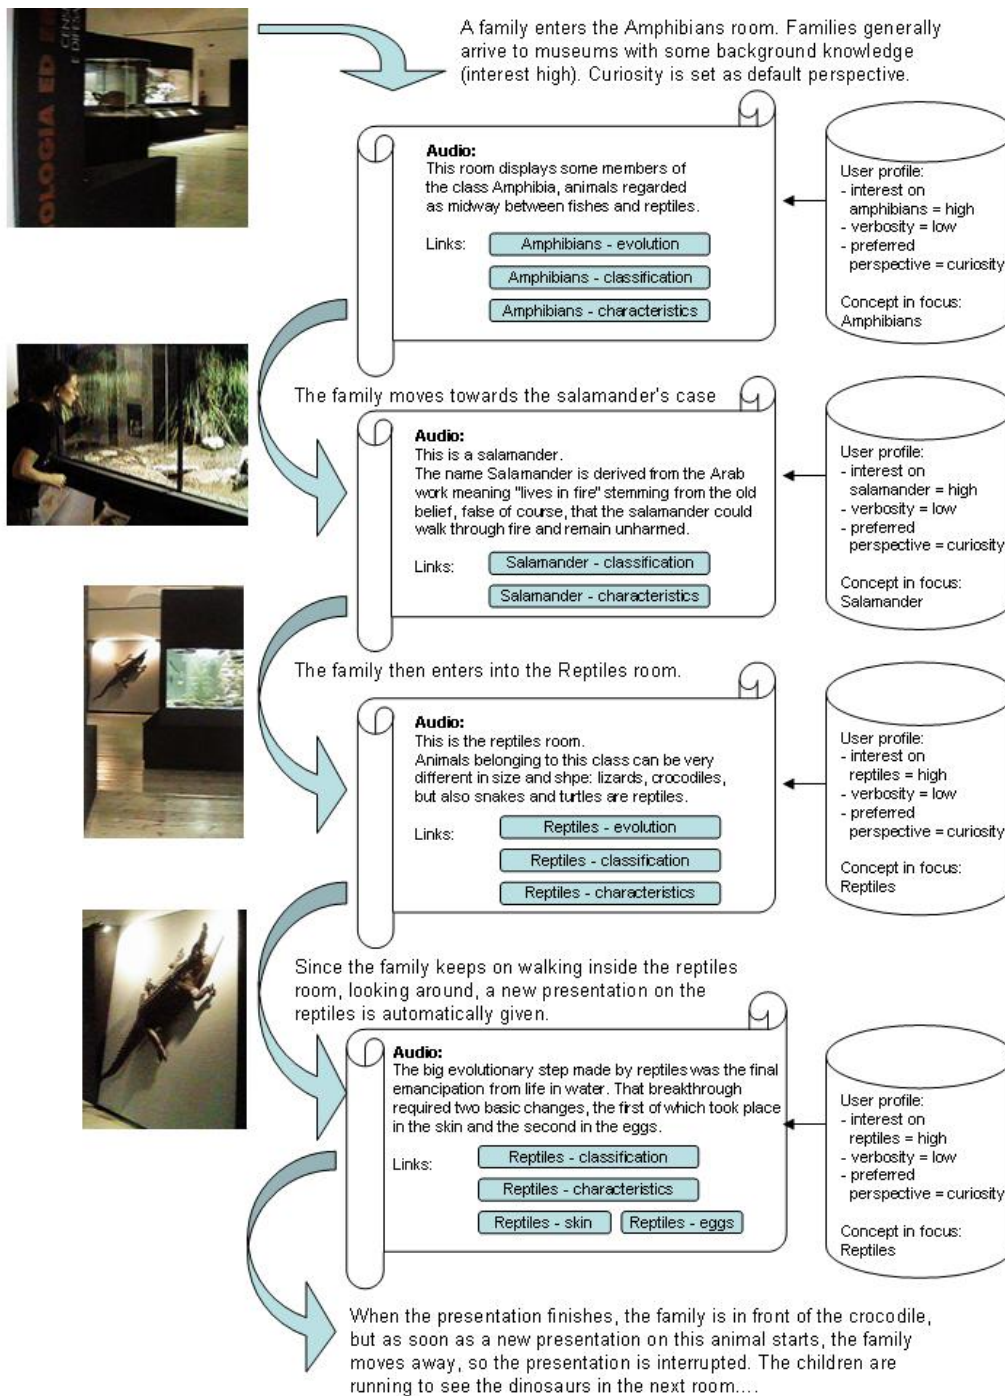 OLOGIA ED
CENS
E DIFES
A family enters the Amphibians room. Families generally
arrive to museums with some background knowledge
(interest high). Curiosity is set as default perspective.
Audio:
This room displays some members of
the class Amphibia, animals regarded
as midway between fishes and reptiles.
Links:
Amphibians - evolution
Amphibians - classification
Amphibians - characteristics
User profile:
- interest on
amphibians = high
- verbosity = low
- preferred
perspective = curiosity
Concept in focus:
Amphibians
The family moves towards the salamander's case
Audio:
This is a salamander.
The name Salamander is derived from the Arab
work meaning "lives in fire" stemming from the old
belief, false of course, that the salamander could
walk through fire and remain unharmed.
Links:
Salamander - classification
Salamander - characteristics
User profile:
- interest on
salamander = high
- verbosity = low
- preferred
perspective = curiosity
Concept in focus:
Salamander
The family then enters into the Reptiles room.
Audio:
This is the reptiles room.
Animals belonging to this class can be very
different in size and shpe: lizards, crocodiles,
but also snakes and turtles are reptiles.
Links:
Reptiles - evolution
Reptiles - classification
Reptiles - characteristics
User profile:
- interest on
reptiles = high
- verbosity = low
- preferred
perspective = curiosity
Concept in focus:
Reptiles
Since the family keeps on walking inside the reptiles
room, looking around, a new presentation on the
reptiles is automatically given.
Audio:
The big evolutionary step made by reptiles was the final
emancipation from life in water. That breakthrough
required two basic changes, the first of which took place
in the skin and the second in the eggs.
Links:
Reptiles - classification
Reptiles - characteristics
Reptiles - skin
Reptiles - eggs
User profile:
- interest on
reptiles = high
- verbosity = low
- preferred
perspective = curiosity
Concept in focus:
Reptiles
When the presentation finishes, the family is in front of the crocodile,
but as soon as a new presentation on this animal starts, the family
moves away, so the presentation is interrupted. The children are
running to see the dinosaurs in the next room....